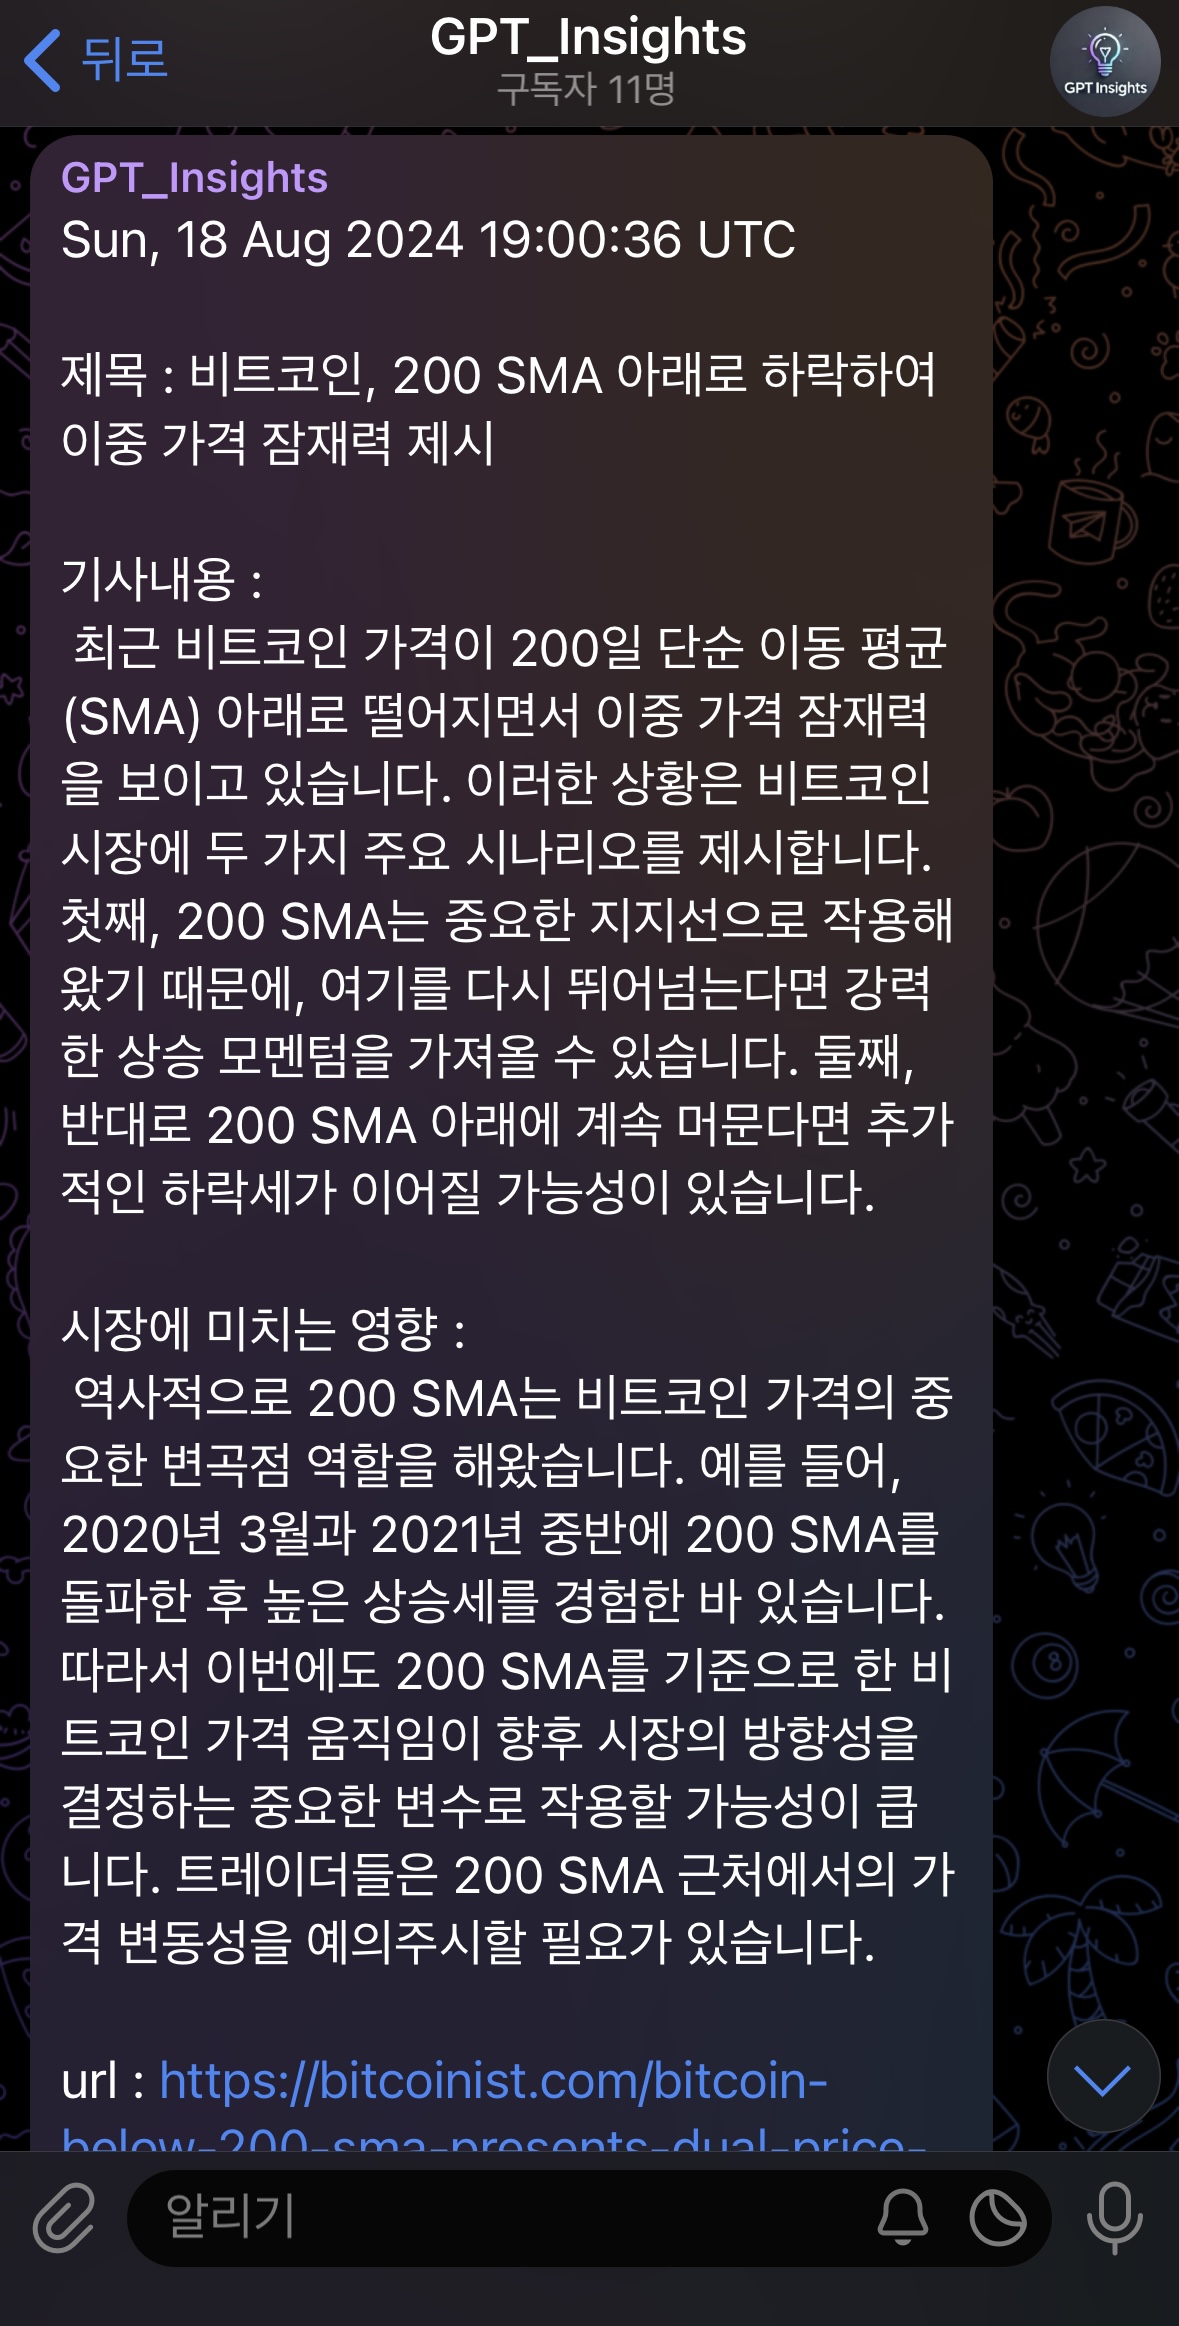 뒤로
GPT_Insights
구독자 11명
GPT Insights
GPT_Insights
Sun, 18 Aug 2024 19:00:36 UTC
제목 : 비트코인, 200 SMA 아래로 하락하여
이중 가격 잠재력 제시
기사내용 :
최근 비트코인 가격이 200일 단순 이동 평균
(SMA) 아래로 떨어지면서 이중 가격 잠재력
을 보이고 있습니다. 이러한 상황은 비트코인
시장에 두 가지 주요 시나리오를 제시합니다.
첫째, 200 SMA는 중요한 지지선으로 작용해
왔기 때문에, 여기를 다시 뛰어넘는다면 강력
한 상승 모멘텀을 가져올 수 있습니다. 둘째,
반대로 200 SMA 아래에 계속 머문다면 추가
적인 하락세가 이어질 가능성이 있습니다.
시장에 미치는 영향 :
역사적으로 200 SMA는 비트코인 가격의 중
요한 변곡점 역할을 해왔습니다. 예를 들어,
2020년 3월과 2021년 중반에 200 SMA를
돌파한 후 높은 상승세를 경험한 바 있습니다.
따라서 이번에도 200 SMA를 기준으로 한 비
트코인 가격 움직임이 향후 시장의 방향성을
결정하는 중요한 변수로 작용할 가능성이 큽
니다. 트레이더들은 200 SMA 근처에서의 가
격 변동성을 예의주시할 필요가 있습니다.
url : https://bitcoinist.com/bitcoin-
below-200-sma-presents-dual-price-
알리기